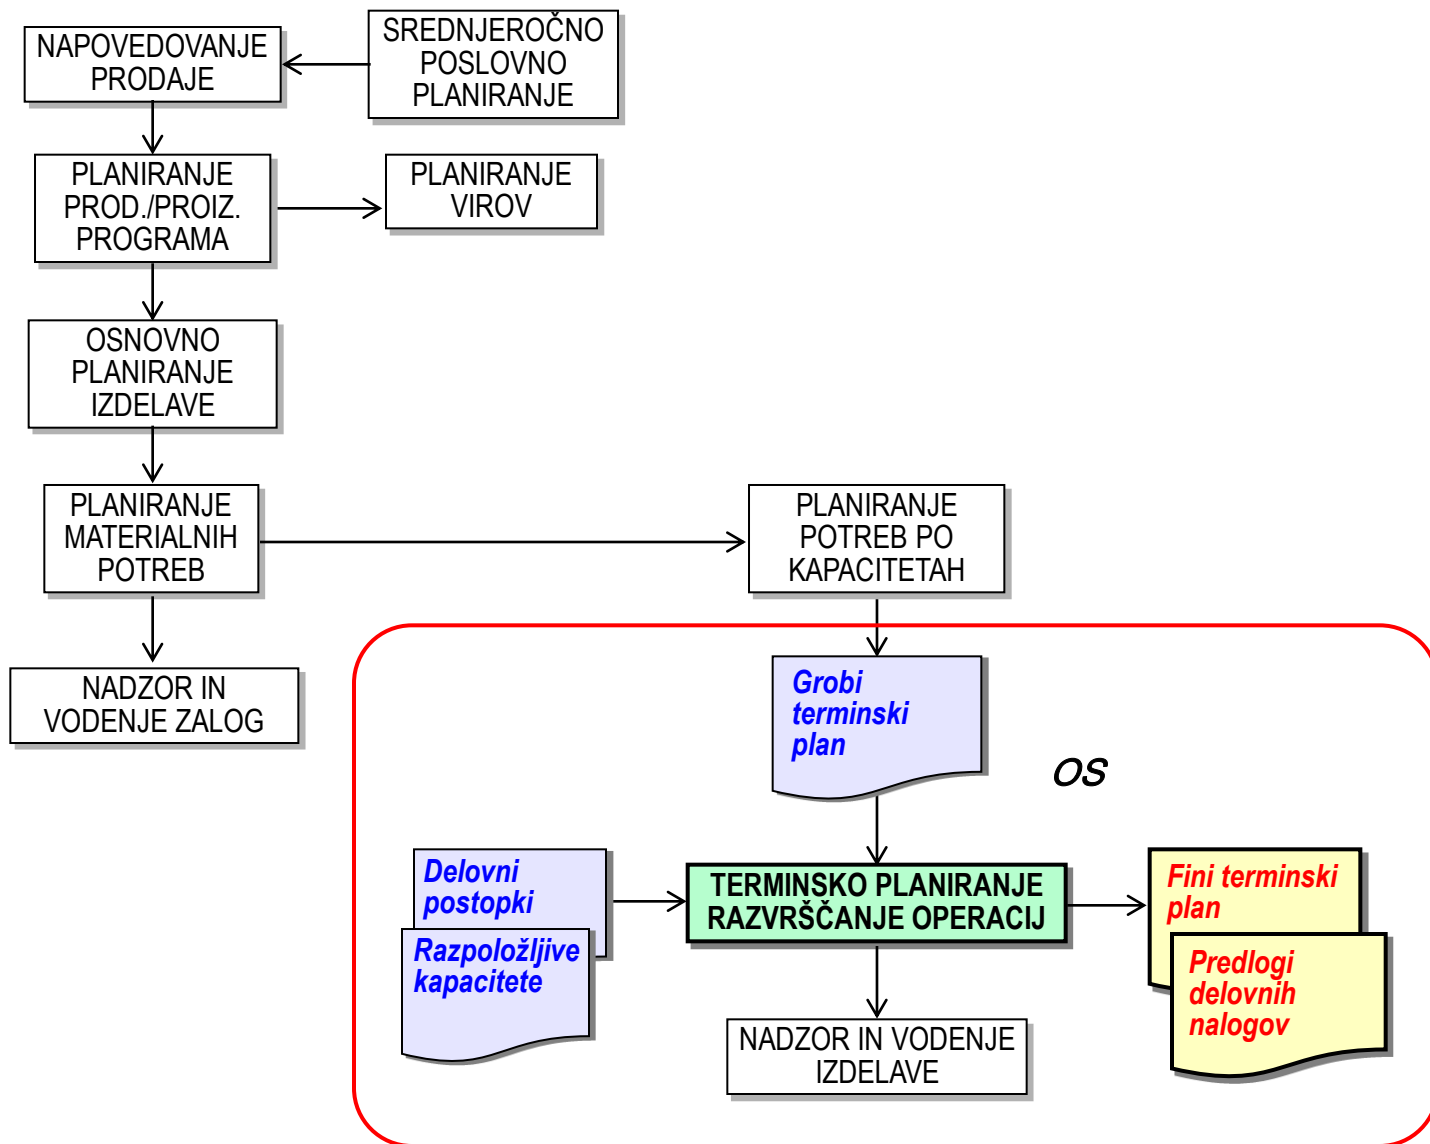 NAPOVEDOVANJE
PRODAJE
SREDNJEROČNO
POSLOVNO
PLANIRANJE
PLANIRANJE
PROD./PROIZ.
PROGRAMA
PLANIRANJE
VIROV
OSNOVNO
PLANIRANJE
IZDELAVE
PLANIRANJE
MATERIALNIH
POTREB
PLANIRANJE
POTREB PO
KAPACITETAH
NADZOR IN
VODENJE ZALOG
Grobi
terminski
plan
OS
Delovni
postopki
Razpoložljive
kapacitete
TERMINSKO PLANIRANJE
RAZVRŠČANJE OPERACIJ
Fini terminski
plan
Predlogi
delovnih
nalogov
NADZOR IN VODENJE
IZDELAVE